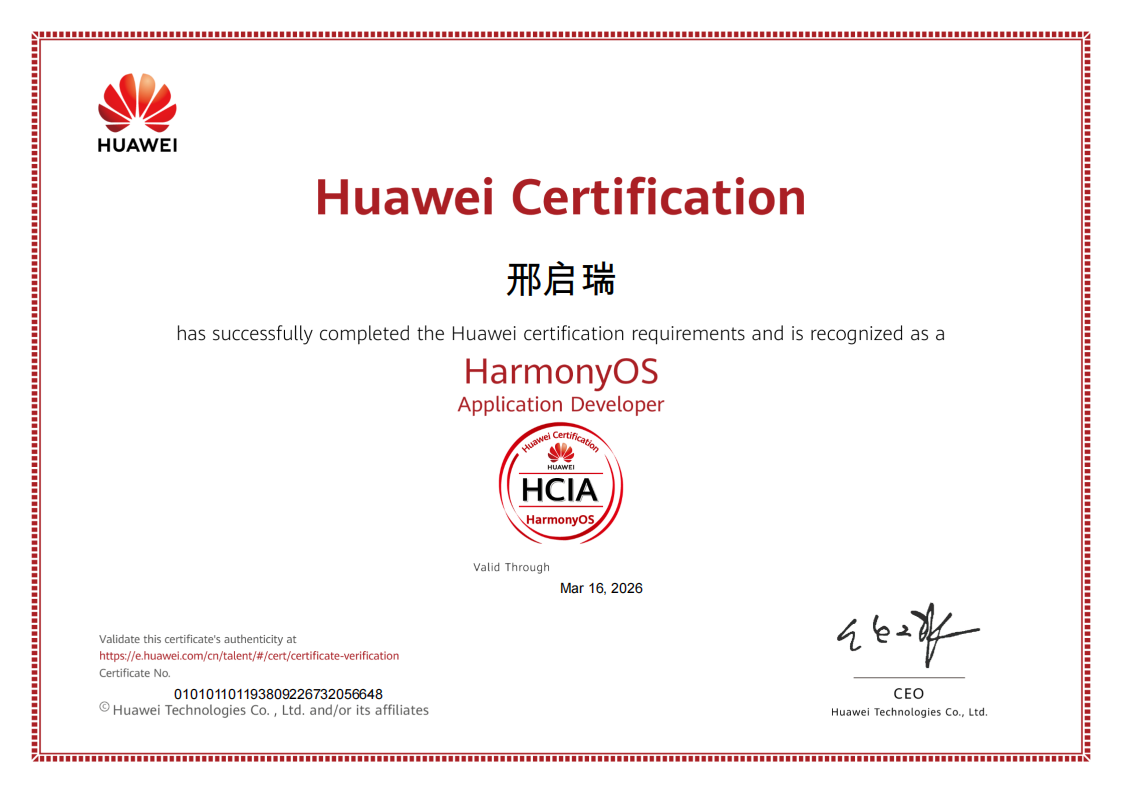 HUAWEI
Huawei Certification
邢启瑞
has successfully completed the Huawei certification requirements and is recognized as a
HarmonyOS
Application Developer
Huawei Certification
HUAWEI
HCIA
HarmonyOS
Valid Through
Mar 16, 2026
Validate this certificate's authenticity at
https://e.huawei.com/cn/talent/#/cert/certificate-verification
Certificate No.
010101101193809226732056648
© Huawei Technologies Co. , Ltd. and/or its affiliates
CEO
Huawei Technologies Co., Ltd.